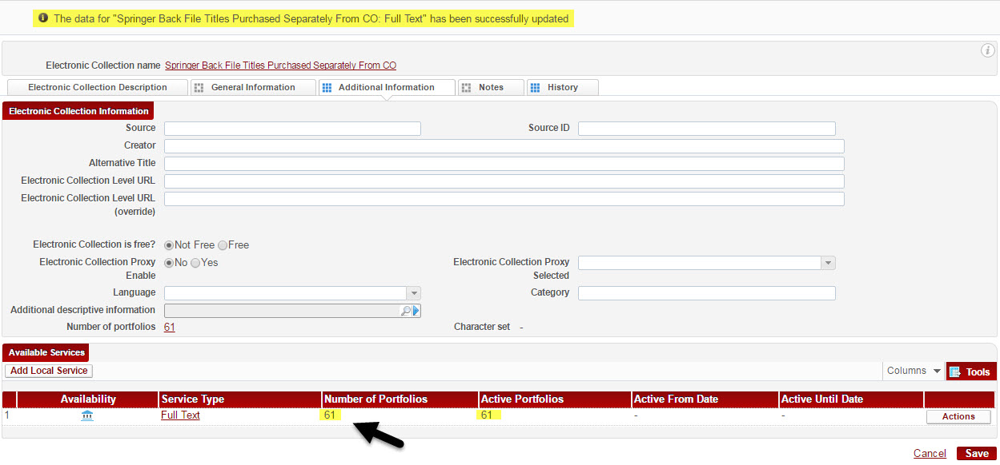 The data for "Springer Back File Titles Purchased Separately From CO: Full Text" has been successfully updated
Electronic Collection name Springer Back File Titles Purchased Separately From CO
Electronic Collection Description General Information Additional Information Notes History
Electronic Collection Information
Source Source ID
Creator
Alternative Title
Electronic Collection Level URL
Electronic Collection Level URL
(override)
Electronic Collection is free? Not Free Free
Electronic Collection Proxy No Yes Electronic Collection Proxy
Enable Selected
Language Category
Additional descriptive information
Number of portfolios 61 Character set -
Available Services
Add Local Service Columns Tools
Availability Service Type Number of Portfolios Active Portfolios Active From Date Active Until Date
1 Full Text 61 61 - - Actions
Cancel Save